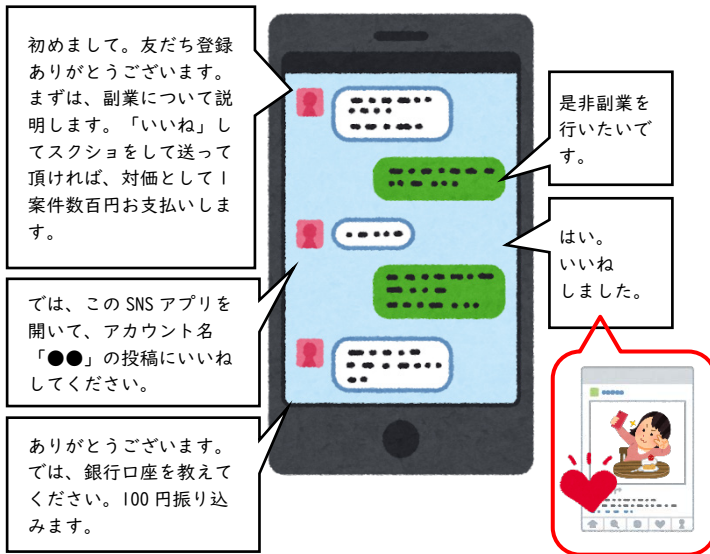 初めまして。友だち登録
ありがとうございます。
まずは、副業について説
明します。「いいね」し
てスクショをして送って
頂ければ、対価として1
案件数百円お支払いしま
す。
是非副業を
行いたいで
す。
では、このSNSアプリを
開いて、アカウント名
「●●」の投稿にいいね
してください。
はい。
いいね
しました。
ありがとうございます。
では、銀行口座を教えて
ください。100円振り込
みます。